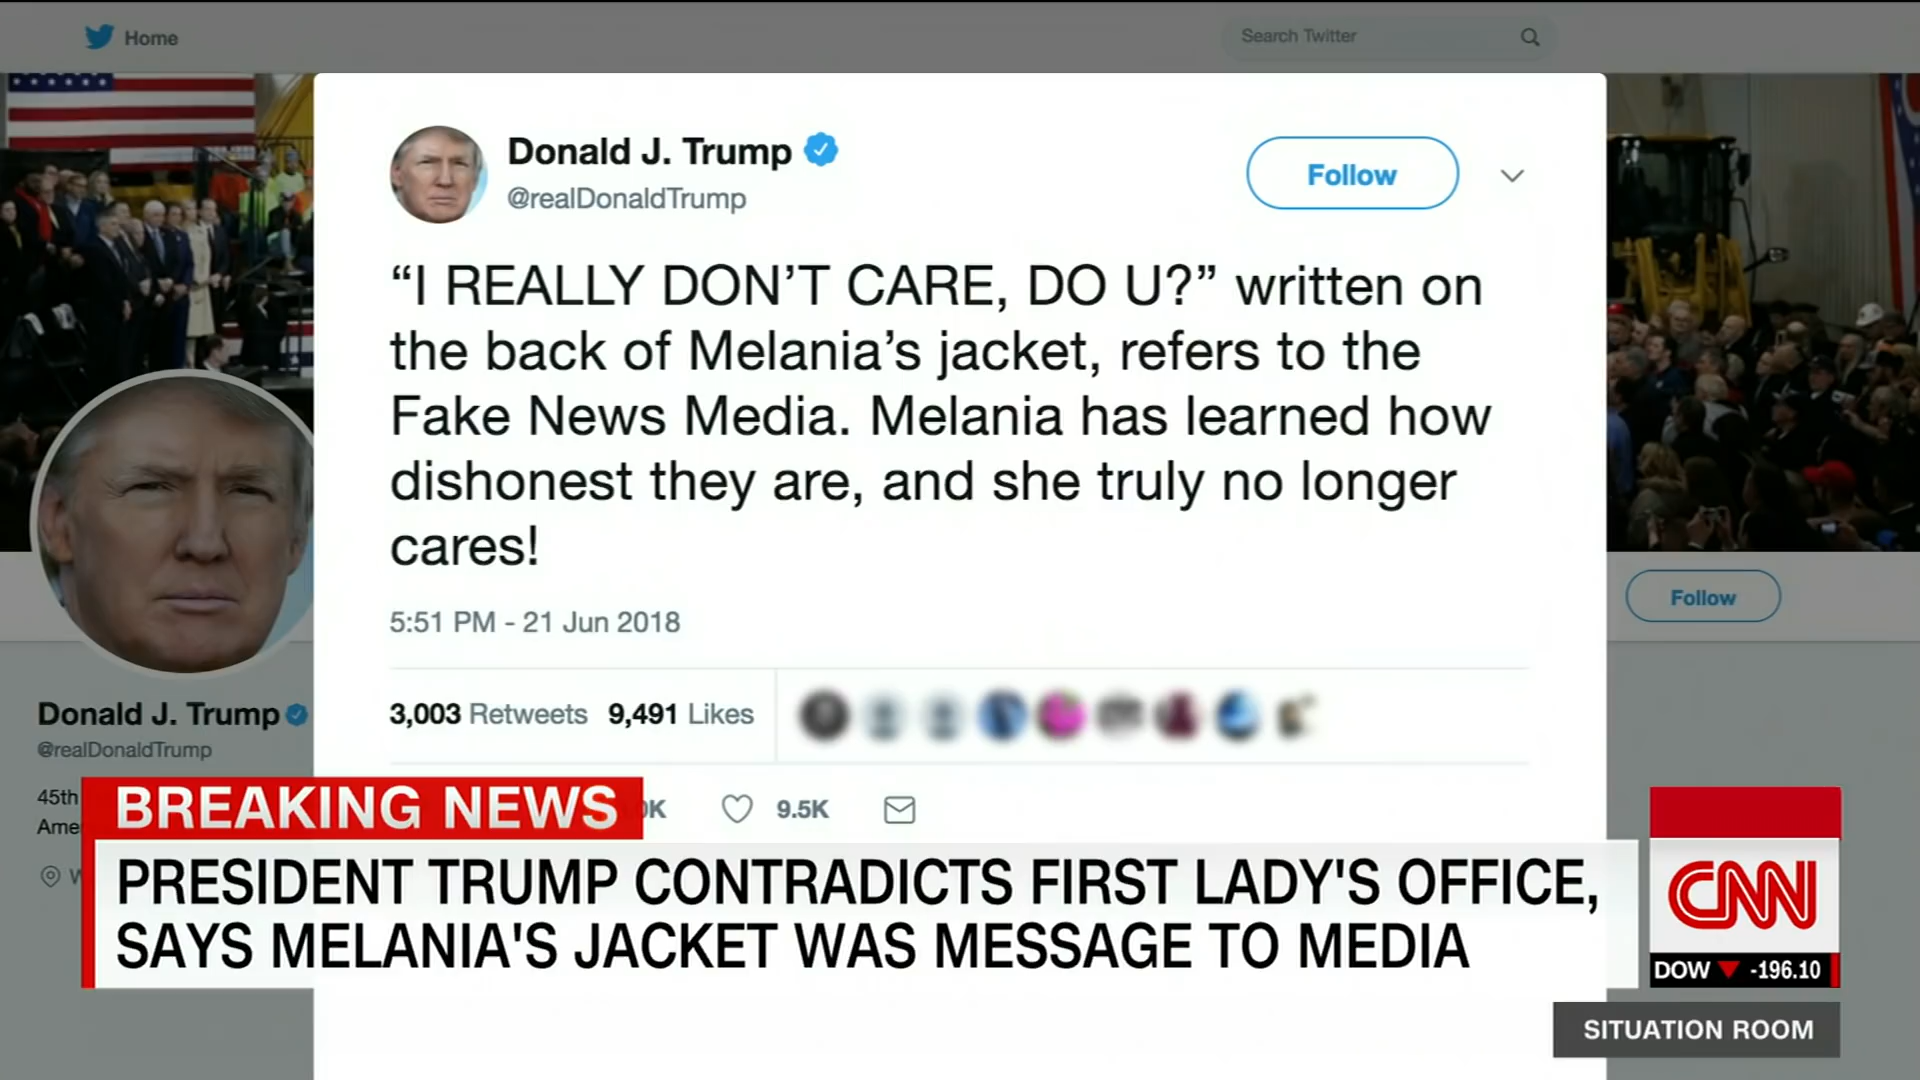 Home
Search Twitter
Donald J. Trump
@realDonaldTrump
Follow
“I REALLY DON’T CARE, DO U?” written on
the back of Melania’s jacket, refers to the
Fake News Media. Melania has learned how
dishonest they are, and she truly no longer
cares!
5:51 PM - 21 Jun 2018
3,003 Retweets 9,491 Likes
9.5K
Follow
Donald J. Trump
@realDonaldTrump
45th
BREAKING NEWS
PRESIDENT TRUMP CONTRADICTS FIRST LADY'S OFFICE,
SAYS MELANIA'S JACKET WAS MESSAGE TO MEDIA
CNN
DOW ▼ -196.10
SITUATION ROOM